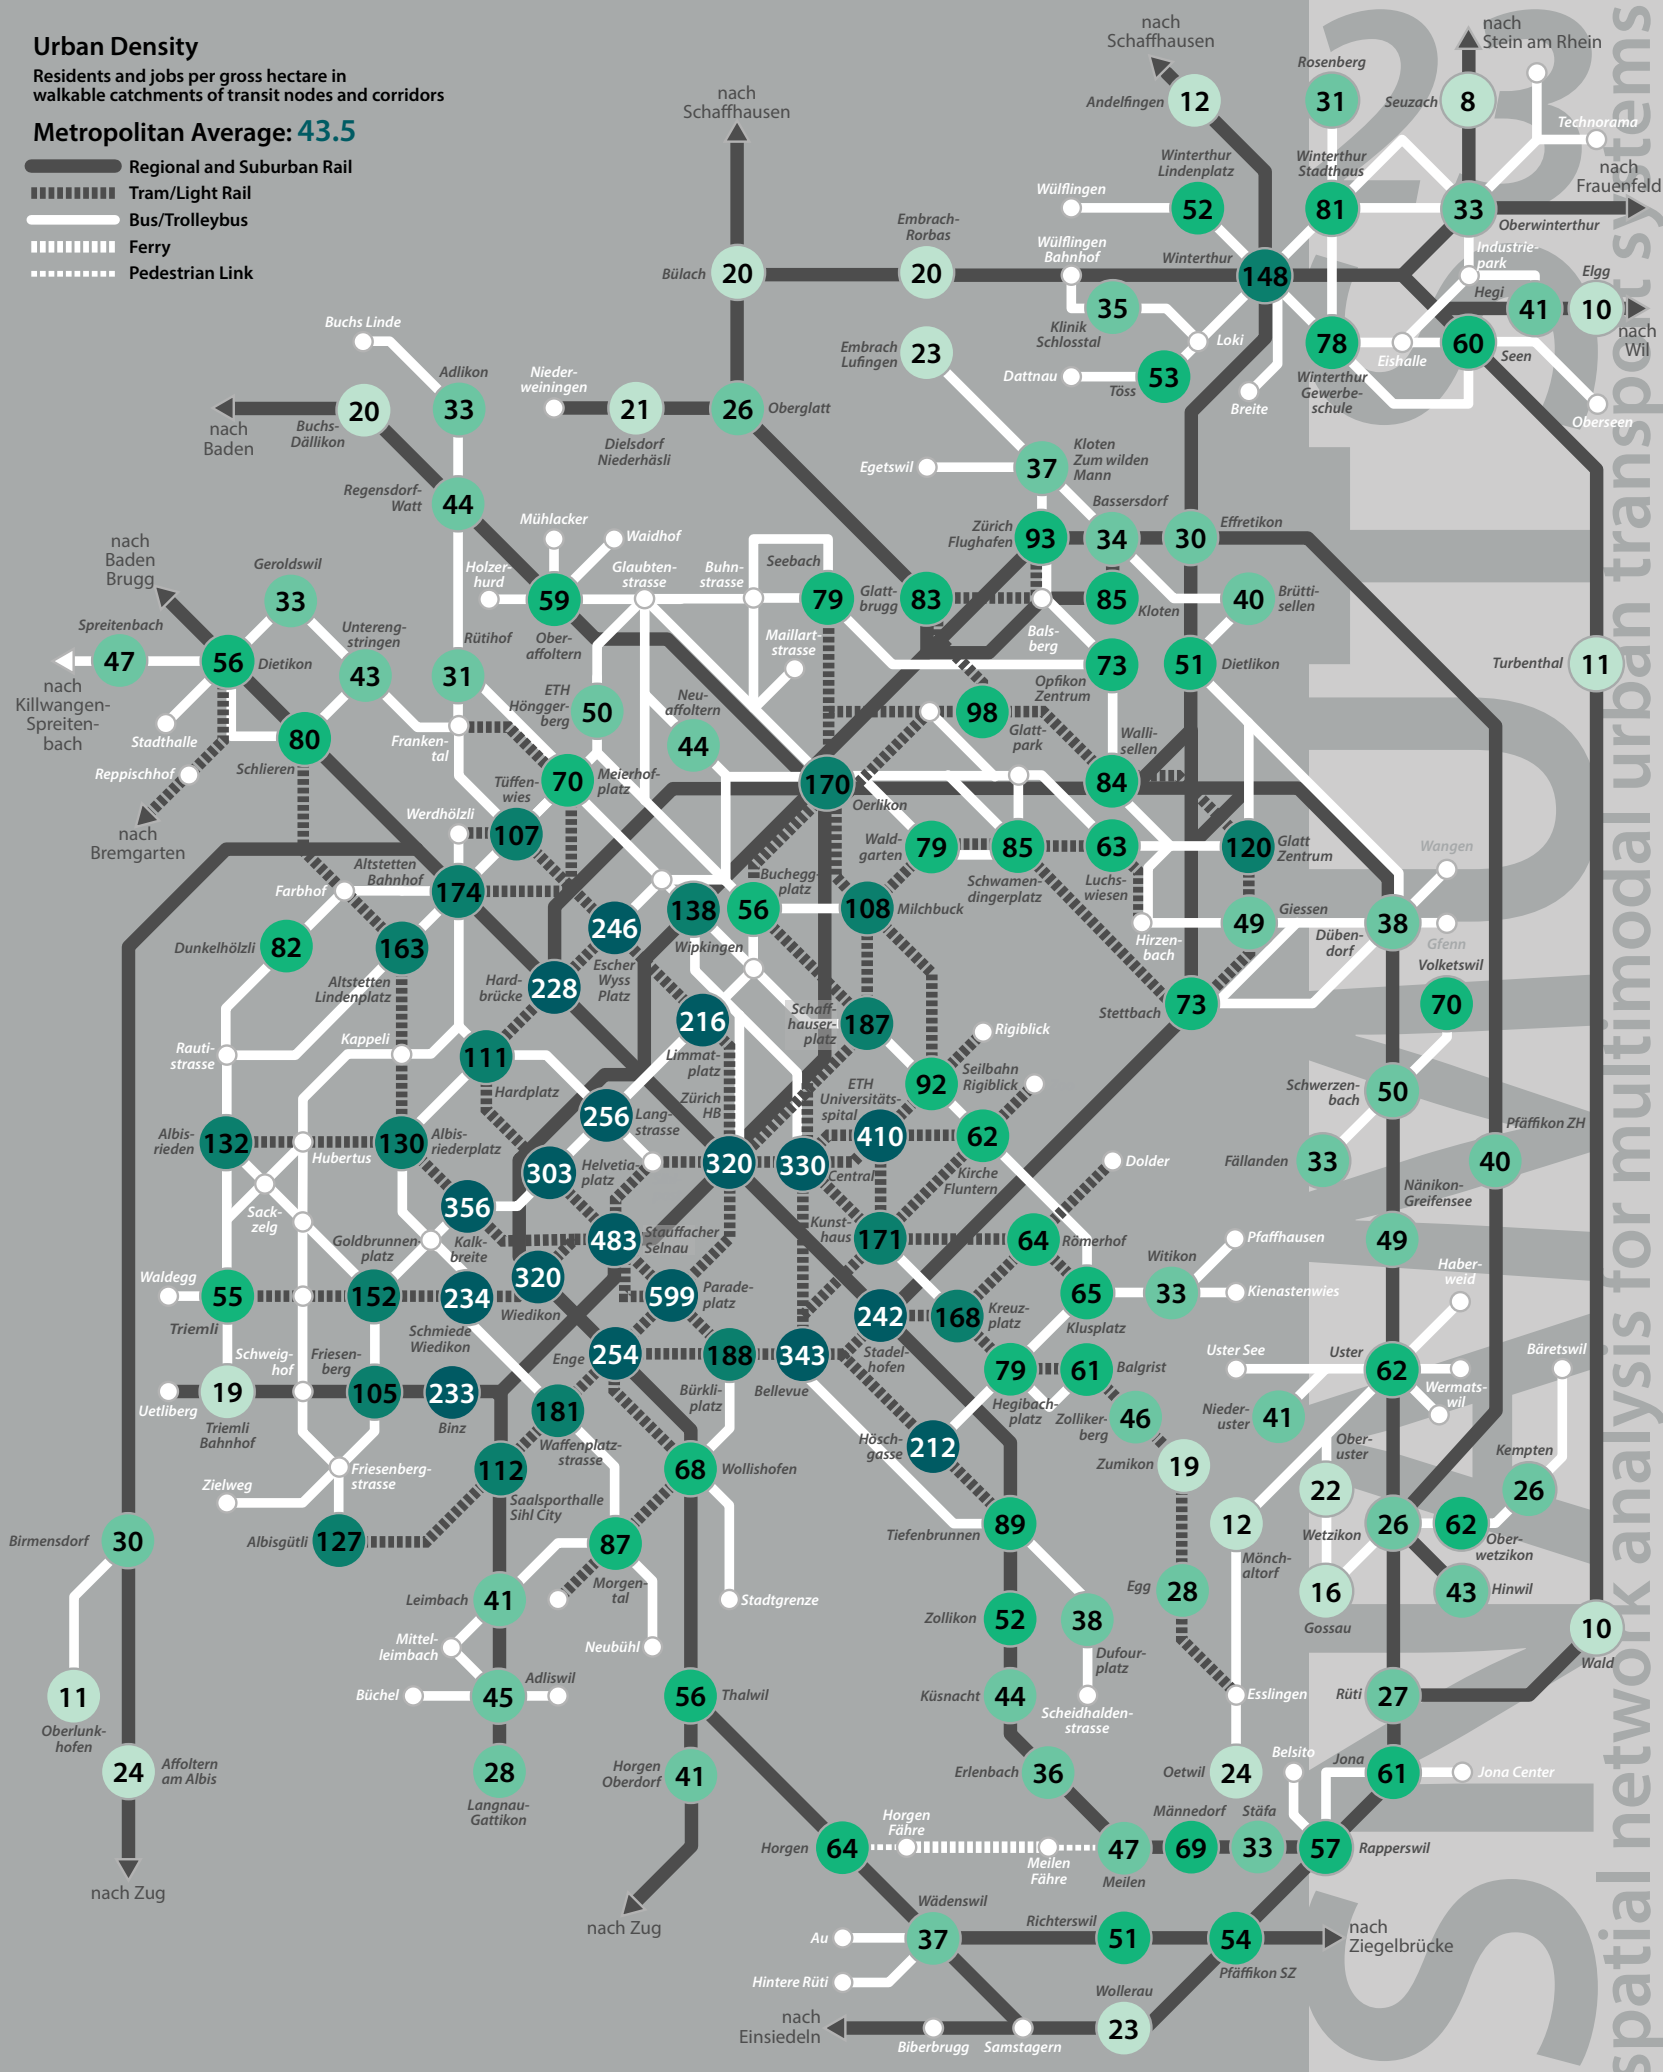 Urban Density
Residents and jobs per gross hectare in
walkable catchments of transit nodes and corridors
Metropolitan Average: 43.5
Regional and Suburban Rail
Tram/Light Rail
Bus/Trolleybus
Ferry
Pedestrian Link
nach
Schaffhausen
nach
Schaffhausen
nach
Stein am Rhein
Rosenberg
31
Andelfingen
12
Seuzach
8
Technorama
nach
Frauenfeld
Winterthur
Lindenplatz
52
Winterthur
Stadthaus
81
33
Oberwinterthur
Wülflingen
Wülflingen
Bahnhof
Embrach-
Rorbas
20
Bülach
20
Winterthur
148
Industrie-
park
Hegi
41
Elgg
10
nach
Wil
Klinik
Schlosstal
35
Loki
78
Winterthur
Gewerbe-
schule
Eishalle
60
Seen
Oberseen
Dattnau
Töss
53
Breite
Embrach
Lufingen
23
Buchs Linde
Adlikon
33
Nieder-
weiningen
21
Dielsdorf
Niederhäsli
26
Oberglatt
nach
Baden
20
Buchs-
Dällikon
Regensdorf-
Watt
44
Egetswil
37
Kloten
Zum wilden
Mann
Bassersdorf
34
Zürich
Flughafen
93
30
Effretikon
Mühlacker
Waidhof
Holzer-
hurd
59
Ober-
affoltern
Glaubten-
strasse
Buhn-
strasse
Seebach
79
Glatt-
brugg
83
85
Kloten
40
Brütti-
sellen
nach
Baden
Brugg
Geroldswil
33
Spreitenbach
47
56
Dietikon
Untereng-
stringen
43
Rütihof
31
nach
Killwangen-
Spreiten-
bach
Stadthalle
Reppischhof
nach
Bremgarten
80
Schlieren
Franken-
tal
ETH
Höngger-
berg
50
Neu-
affoltern
44
Maillart-
strasse
Bals-
berg
73
Opfikon
Zentrum
51
Dietlikon
Turbenthal
11
98
Glatt-
park
Walli-
sellen
84
Tüffen-
wies
107
70
Meierhof-
platz
170
Oerlikon
Werdhölzli
Altstetten
Bahnhof
174
Farbhof
Wald-
garten
79
85
Schwamen-
dingerplatz
63
Luchs-
wiesen
120
Glatt
Zentrum
Wangen
Dunkelhölzli
82
163
Altstetten
Lindenplatz
246
Escher
Wyss
Platz
138
Wipkingen
56
Buchegg-
platz
108
Milchbuck
Hirzen-
bach
49
Giessen
38
Düben-
dorf
Gfenn
Volketswil
70
Hard-
brücke
228
216
Limmat-
platz
Schaff-
hauser-
platz
187
Rigiblick
Stettbach
73
Rauti-
strasse
Kappeli
111
Hardplatz
92
Seilbahn
Rigiblick
Schwerzen-
bach
50
Zürich
HB
320
ETH
Universitäts-
spital
410
256
Lang-
strasse
Albis-
rieden
132
Hubertus
130
Albis-
riederplatz
62
Kirche
Fluntern
Pfäffikon ZH
40
303
Helvetia-
platz
330
Central
Dolder
Fällanden
33
Nänikon-
Greifensee
49
Sack-
zelg
356
Kalk-
breite
Goldbrunnen-
platz
483
Stauffacher
Selnau
Kunst-
haus
171
64
Römerhof
Witikon
33
Pfaffhausen
Kienastenwies
Haber-
weid
Waldegg
55
Triemli
152
234
Schmiede
Wiedikon
320
Wiedikon
599
Parade-
platz
242
Stadel-
hofen
168
Kreuz-
platz
65
Klusplatz
Schweig-
hof
Friesen-
berg
105
233
Binz
Enge
254
188
Bürkli-
platz
343
Bellevue
79
Hegibach-
platz
61
Balgrist
Uster See
Uster
62
Wermats-
wil
Bäretswil
Uetliberg
19
Triemli
Bahnhof
181
Waffenplatz-
strasse
Hösch-
gasse
212
Zolliker-
berg
46
Nieder-
uster
41
Ober-
uster
22
Kempten
26
Zielweg
Friesenberg-
strasse
112
Saalsporthalle
Sihl City
68
Wollishofen
Zumikon
19
Birmensdorf
30
Albisgütli
127
87
Morgen-
tal
Tiefenbrunnen
89
12
Mönch-
altorf
Wetzikon
26
62
Ober-
wetzikon
Leimbach
41
Stadtgrenze
Egg
28
16
Gossau
43
Hinwil
Mittel-
leimbach
Neubühl
Zollikon
52
38
Dufour-
platz
10
Wald
11
Oberlunk-
hofen
Büchel
45
Adliswil
56
Thalwil
Küsnacht
44
Scheidhalden-
strasse
Esslingen
Rüti
27
24
Affoltern
am Albis
28
Langnau-
Gattikon
Horgen
Oberdorf
41
Erlenbach
36
Oetwil
24
Belsito
Jona
61
Jona Center
Horgen
64
Horgen
Fähre
Meilen
Fähre
47
Meilen
Männedorf
69
Stäfa
33
57
Rapperswil
nach Zug
nach Zug
Wädenswil
37
Au
Hintere Rüti
Richterswil
51
54
Pfäffikon SZ
nach
Ziegelbrücke
nach
Einsiedeln
Biberbrugg
Samstagern
Wollerau
23
spatial network analysis for multimodal urban transport systems